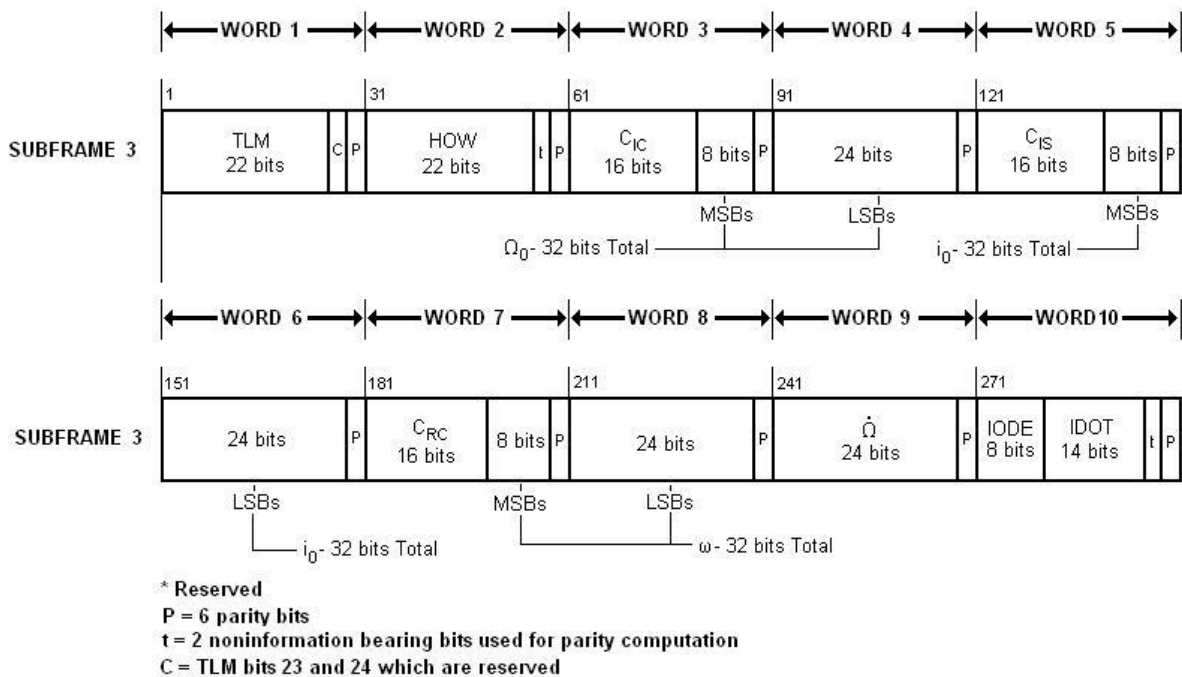 WORD 1 WORD 2 WORD 3 WORD 4 WORD 5
1 31 61 91 121
SUBFRAME 3
TLM 22 bits C P HOW 22 bits t P C_IC 16 bits 8 bits P 24 bits P C_IS 16 bits 8 bits P
MSBs LSBs MSBs
Ω₀- 32 bits Total i₀- 32 bits Total
WORD 6 WORD 7 WORD 8 WORD 9 WORD10
151 181 211 241 271
SUBFRAME 3
24 bits P C_RC 16 bits 8 bits P 24 bits P Ω̇ 24 bits P IODE 8 bits IDOT 14 bits t P
LSBs MSBs LSBs
i₀- 32 bits Total ω- 32 bits Total
* Reserved
P = 6 parity bits
t = 2 noninformation bearing bits used for parity computation
C = TLM bits 23 and 24 which are reserved